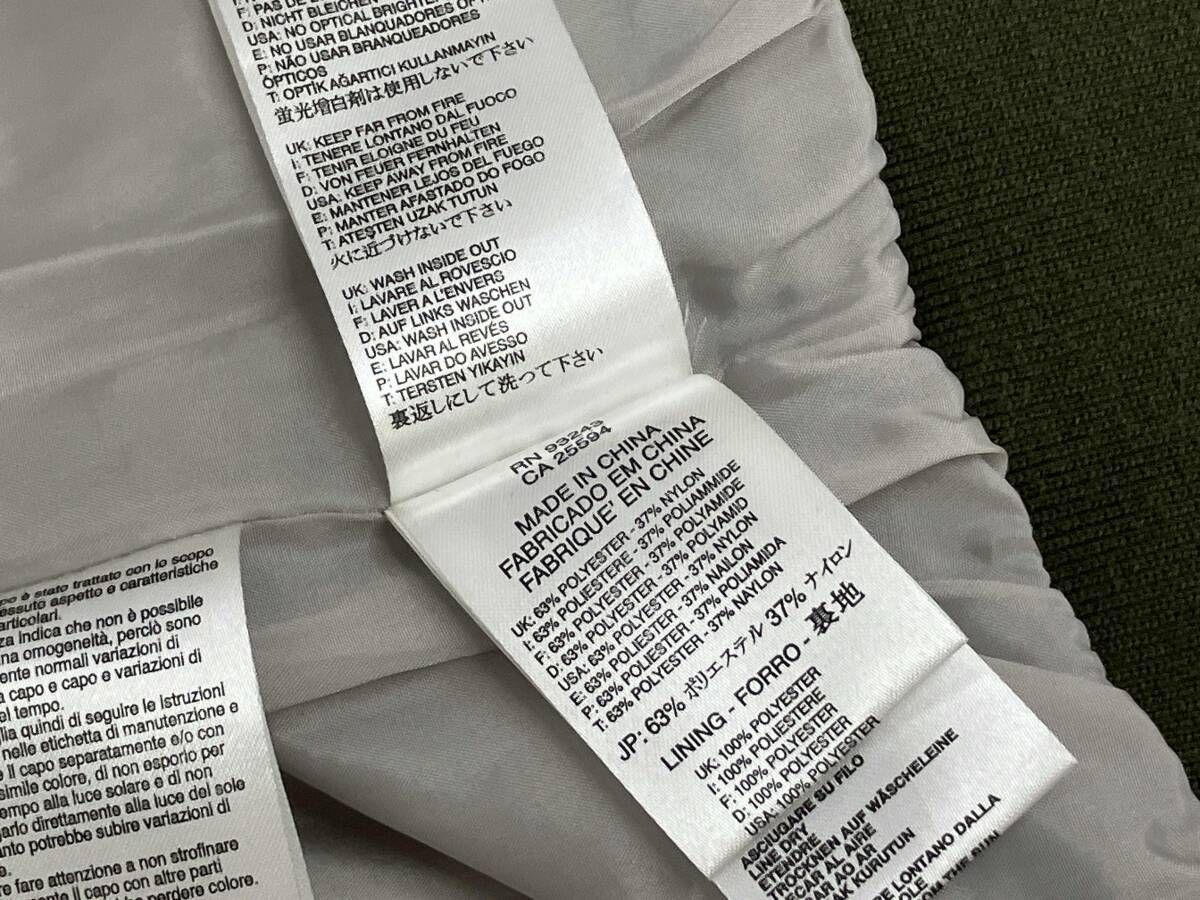 F: PAS DE
D: NICHT BLEICHEN
USA: NO OPTICAL
E: NO USAR BLANQUEADORES
P: NÃO USAR BRANQUEADORES
ÓPTICOS
T: OPTİK AĞARTICI KULLANMAYIN
蛍光増白剤は使用しないで下さい
UK: KEEP FAR FROM FIRE
I: TENERE LONTANO DAL FUOCO
F: TENIR ELOIGNE DU FEU
D: VON FEUER FERNHALTEN
USA: KEEP AWAY FROM FIRE
E: MANTENER LEJOS DEL FUEGO
P: MANTER AFASTADO DO FOGO
T: ATEŞTEN UZAK TUTUN
火に近づけないで下さい
UK: WASH INSIDE OUT
I: LAVARE AL ROVESCIO
F: LAVER A L'ENVERS
D: AUF LINKS WASCHEN
USA: WASH INSIDE OUT
E: LAVAR AL REVÉS
P: LAVAR DO AVESSO
T: TERSTEN YIKAYIN
裏返しにして洗って下さい
RN 93243
CA 25594
MADE IN CHINA
FABRICADO EM CHINA
FABRIQUE' EN CHINE
UK: 63% POLYESTER - 37% NYLON
I: 63% POLIESTERE - 37% POLIAMMIDE
F: 63% POLYESTER - 37% POLYAMIDE
D: 63% POLYESTER - 37% POLYAMID
USA: 63% POLYESTER - 37% NYLON
E: 63% POLIESTER - 37% NAILON
P: 63% POLIESTER - 37% POLIAMIDA
T: 63% POLYESTER - 37% NAYLON
JP: 63% ポリエステル 37% ナイロン
LINING - FORRO - 裏地
UK: 100% POLYESTER
I: 100% POLIESTERE
F: 100% POLYESTER
D: 100% POLYESTER
USA: 100% POLYESTER
ASCIUGARE SU FILO
LINE DRY
ETENDRE
TROCKNEN AUF WÄSCHELEINE
AL AIRE
AO AR
KURUTUN
LONTANO DALLA
THE SUN
è stato trattato con lo scopo
aspetto e caratteristiche
indica che non è possibile
omogeneità, perciò sono
normali variazioni di
capo e capo e variazioni di
tempo.
quindi di seguire le istruzioni
nelle etichetta di manutenzione e
il capo separatamente e/o con
simile colore, di non esporlo per
tempo alla luce solare e di non
direttamente alla luce del sole
potrebbe subire variazioni di
fare attenzione a non strofinare
il capo con altre parti
perdere colore.